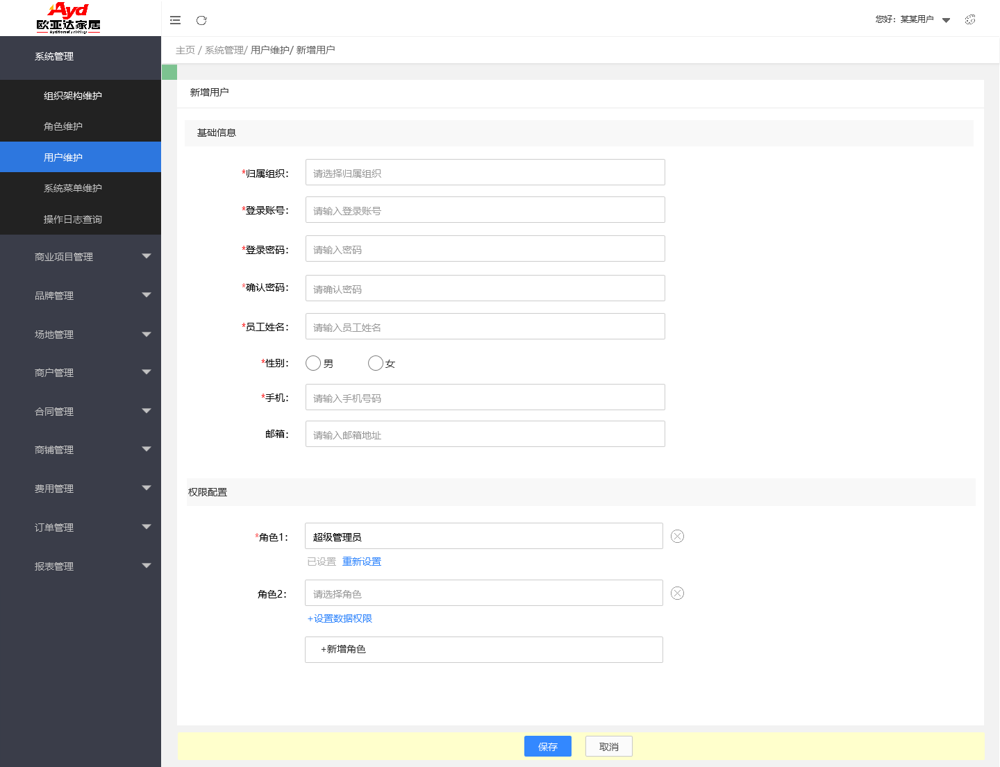 Ayd
欧亚达家居
您好：某某用户
主页 / 系统管理/ 用户维护/ 新增用户
系统管理
组织架构维护
角色维护
用户维护
系统菜单维护
操作日志查询
商业项目管理
品牌管理
场地管理
商户管理
合同管理
商铺管理
费用管理
订单管理
报表管理
新增用户
基础信息
*归属组织： 请选择归属组织
*登录账号： 请输入登录账号
*登录密码： 请输入密码
*确认密码： 请确认密码
*员工姓名： 请输入员工姓名
*性别： 男 女
*手机： 请输入手机号码
邮箱： 请输入邮箱地址
权限配置
*角色1： 超级管理员
已设置 重新设置
角色2： 请选择角色
+设置数据权限
+新增角色
保存 取消